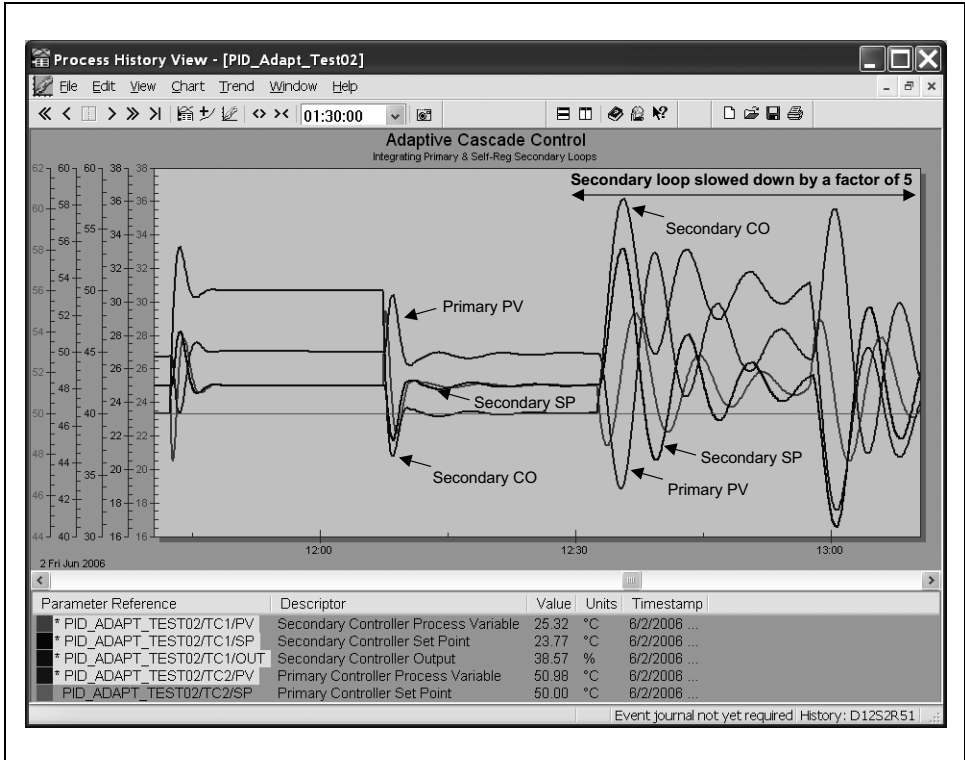 Process History View - [PID_Adapt_Test02]
File Edit View Chart Trend Window Help
01:30:00
Adaptive Cascade Control
Integrating Primary & Self-Reg Secondary Loops
Secondary loop slowed down by a factor of 5
Secondary CO
Primary PV
Secondary SP
Secondary CO
Secondary SP
Primary PV
62 60 58 56 54 52 50 48 46 44
60 58 56 54 52 50 48 46 44 42 40
60 55 50 45 40 35 30
38 34 32 30 28 26 24 22 20 18 16
38 36 34 32 30 28 26 24 22 20 18 16
12:00 12:30 13:00
2 Fri Jun 2006
Parameter Reference Descriptor Value Units Timestamp
* PID_ADAPT_TEST02/TC1/PV Secondary Controller Process Variable 25.32 °C 6/2/2006 ...
* PID_ADAPT_TEST02/TC1/SP Secondary Controller Set Point 23.77 °C 6/2/2006 ...
* PID_ADAPT_TEST02/TC1/OUT Secondary Controller Output 38.57 % 6/2/2006 ...
* PID_ADAPT_TEST02/TC2/PV Primary Controller Process Variable 50.98 °C 6/2/2006 ...
PID_ADAPT_TEST02/TC2/SP Primary Controller Set Point 50.00 °C 6/2/2006 ...
Event journal not yet required History: D12S2R51